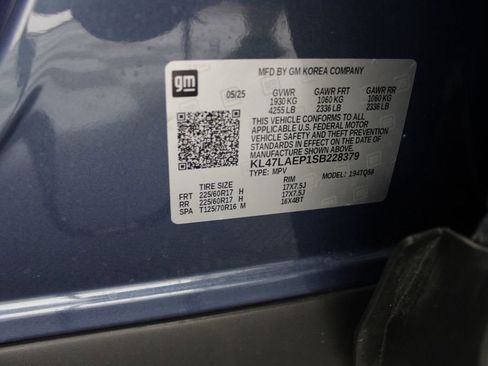 gm
MFD BY GM KOREA COMPANY
05/25 GVWR GAWR FRT GAWR RR
1930 KG 1060 KG 1060 KG
4255 LB 2336 LB 2336 LB
THIS VEHICLE CONFORMS TO ALL
APPLICABLE U.S. FEDERAL MOTOR
VEHICLE SAFETY AND THEFT PREVENTION
STANDARDS IN EFFECT ON THE DATE OF
MANUFACTURE SHOWN ABOVE.
KL47LAEP1SB228379
TYPE: MPV MODEL: 194TQ58
TIRE SIZE RIM
FRT 225/60R17 H 17X7.5J
RR 225/60R17 H 17X7.5J
SPA T125/70R16 M 16X4BT